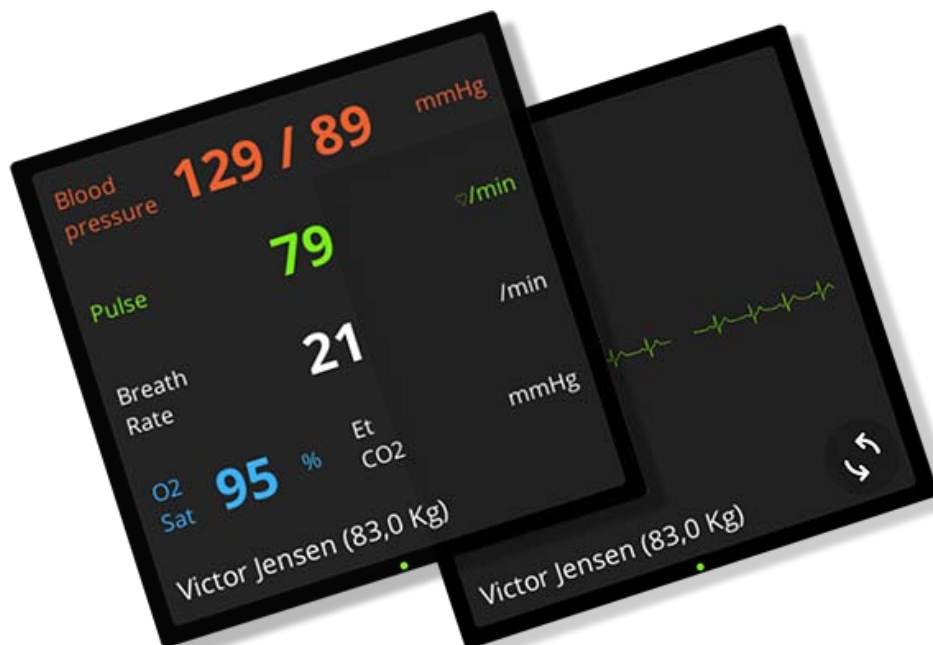 Blood
pressure
129 / 89
mmHg
Pulse
79
♡/min
Breath
Rate
21
/min
O2
Sat
95
%
Et
CO2
mmHg
Victor Jensen (83,0 Kg)
Victor Jensen (83,0 Kg)